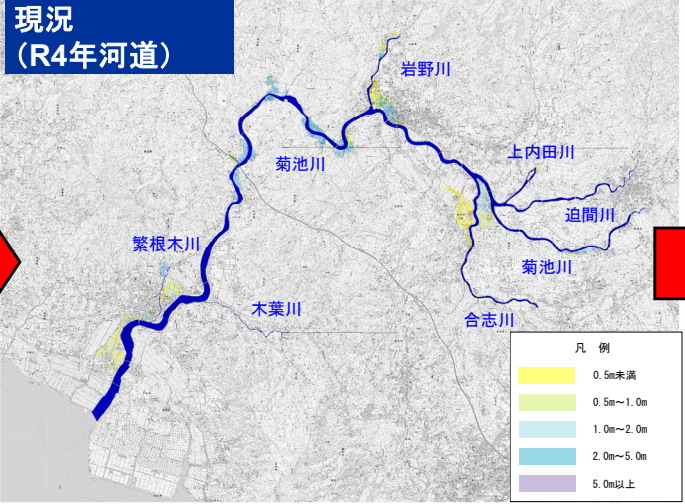 現況
（R4年河道）
岩野川
上内田川
菊池川
迫間川
繁根木川
菊池川
木葉川
合志川
凡 例
0.5m未満
0.5m～1.0m
1.0m～2.0m
2.0m～5.0m
5.0m以上